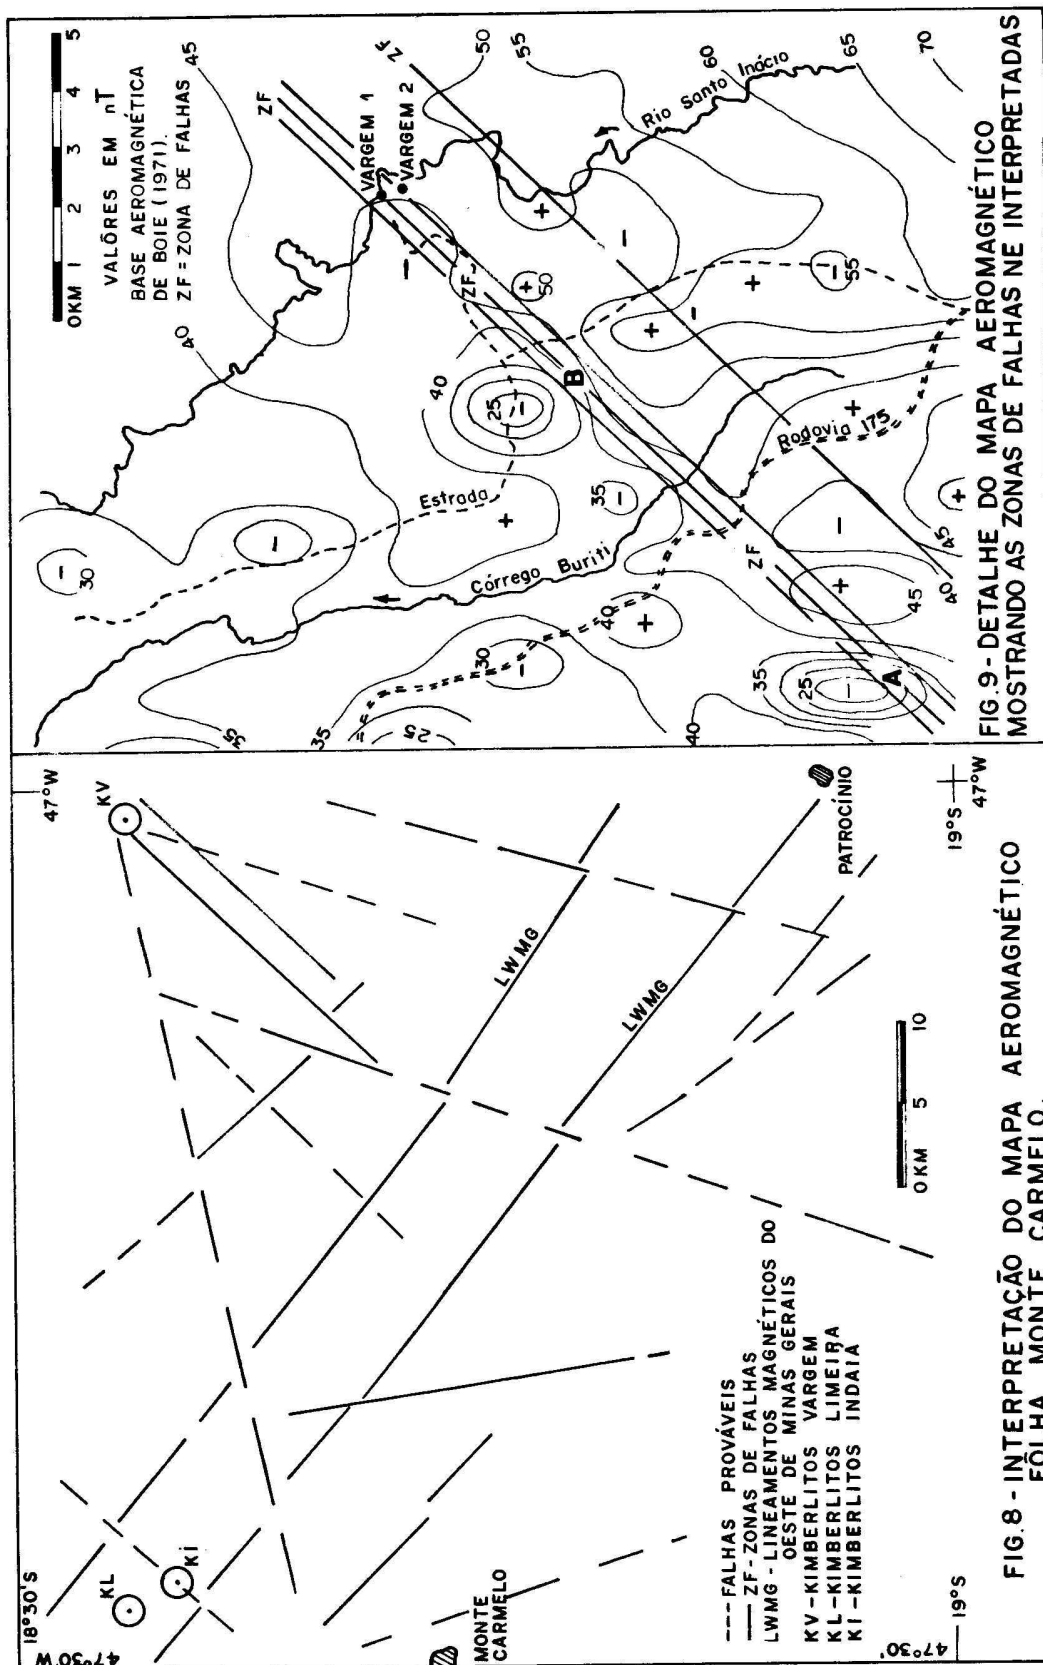 18°30'S
47°30'W
KL
Ki
MONTE
CARMELO
47°W
KV
LWMG
LWMG
PATROCÍNIO
19°S
47°W
0KM 5 10
---FALHAS PROVÁVEIS
— ZF-ZONAS DE FALHAS
LWMG-LINEAMENTOS MAGNÉTICOS DO
OESTE DE MINAS GERAIS
KV-KIMBERLITOS VARGEM
KL-KIMBERLITOS LIMEIRA
KI-KIMBERLITOS INDAIA
47°30'
19°S
FIG.8-INTERPRETAÇÃO DO MAPA AEROMAGNÉTICO
FÔLHA MONTE CARMELO.
0KM 1 2 3 4 5
VALÔRES EM nT
BASE AEROMAGNÉTICA
DE BOIE (1971).
ZF=ZONA DE FALHAS
45
40
ZF
VARGEM 1
VARGEM 2
ZF
50
55
60
65
70
Rio Santo Inácio
30
Estrada
Córrego Buriti
40
25
35
ZF
50
B
55
Rodovia 175
ZF
35
35
25
30
40
40
35
25
A
45
40
45
FIG.9-DETALHE DO MAPA AEROMAGNÉTICO
MOSTRANDO AS ZONAS DE FALHAS NE INTERPRETADAS